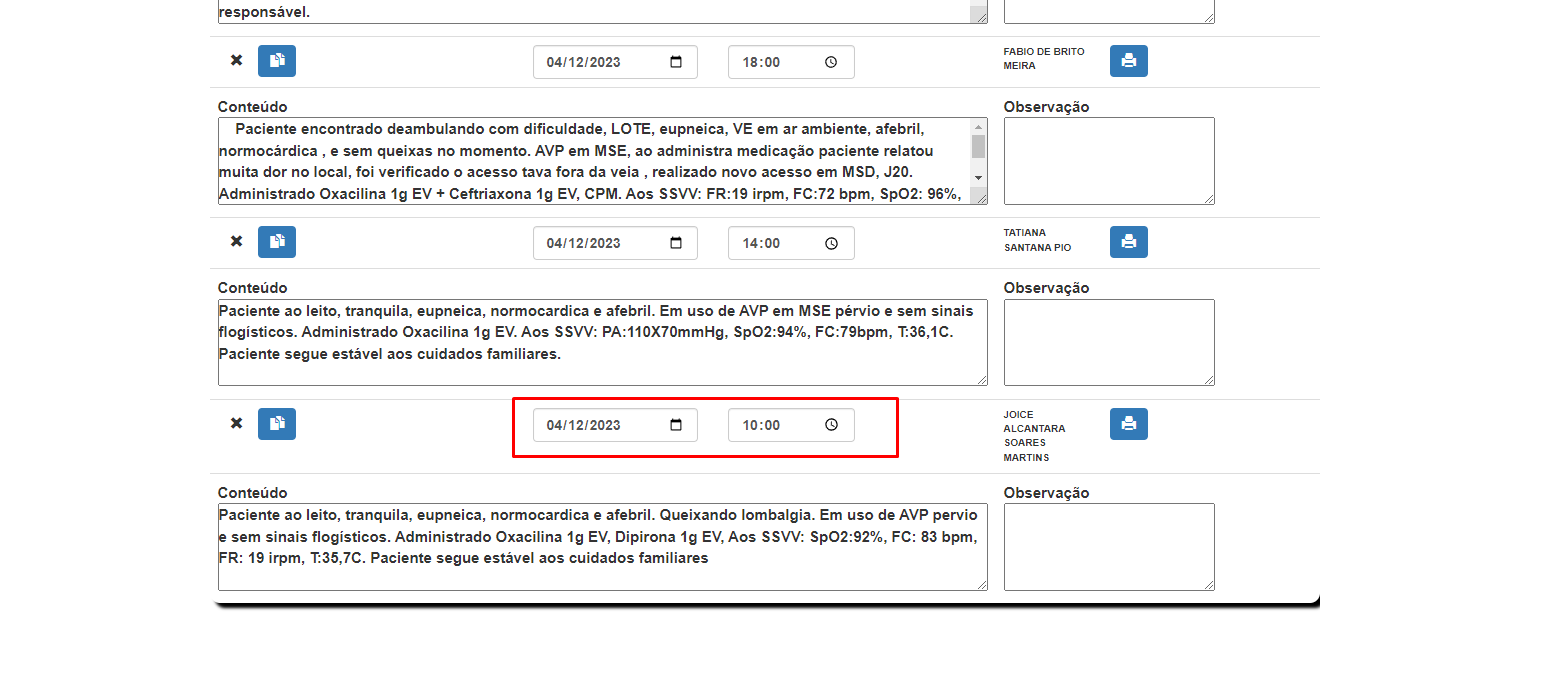 responsável.
04/12/2023 18:00 FABIO DE BRITO
MEIRA
Conteúdo Observação
Paciente encontrado deambulando com dificuldade, LOTE, eupneica, VE em ar ambiente, afebril,
normocárdica , e sem queixas no momento. AVP em MSE, ao administra medicação paciente relatou
muita dor no local, foi verificado o acesso tava fora da veia , realizado novo acesso em MSD, J20.
Administrado Oxacilina 1g EV + Ceftriaxona 1g EV, CPM. Aos SSVV: FR:19 irpm, FC:72 bpm, SpO2: 96%,
04/12/2023 14:00 TATIANA
SANTANA PIO
Conteúdo Observação
Paciente ao leito, tranquila, eupneica, normocardica e afebril. Em uso de AVP em MSE pérvio e sem sinais
flogísticos. Administrado Oxacilina 1g EV. Aos SSVV: PA:110X70mmHg, SpO2:94%, FC:79bpm, T:36,1C.
Paciente segue estável aos cuidados familiares.
04/12/2023 10:00 JOICE
ALCANTARA
SOARES
MARTINS
Conteúdo Observação
Paciente ao leito, tranquila, eupneica, normocardica e afebril. Queixando lombalgia. Em uso de AVP pervio
e sem sinais flogísticos. Administrado Oxacilina 1g EV, Dipirona 1g EV, Aos SSVV: SpO2:92%, FC: 83 bpm,
FR: 19 irpm, T:35,7C. Paciente segue estável aos cuidados familiares